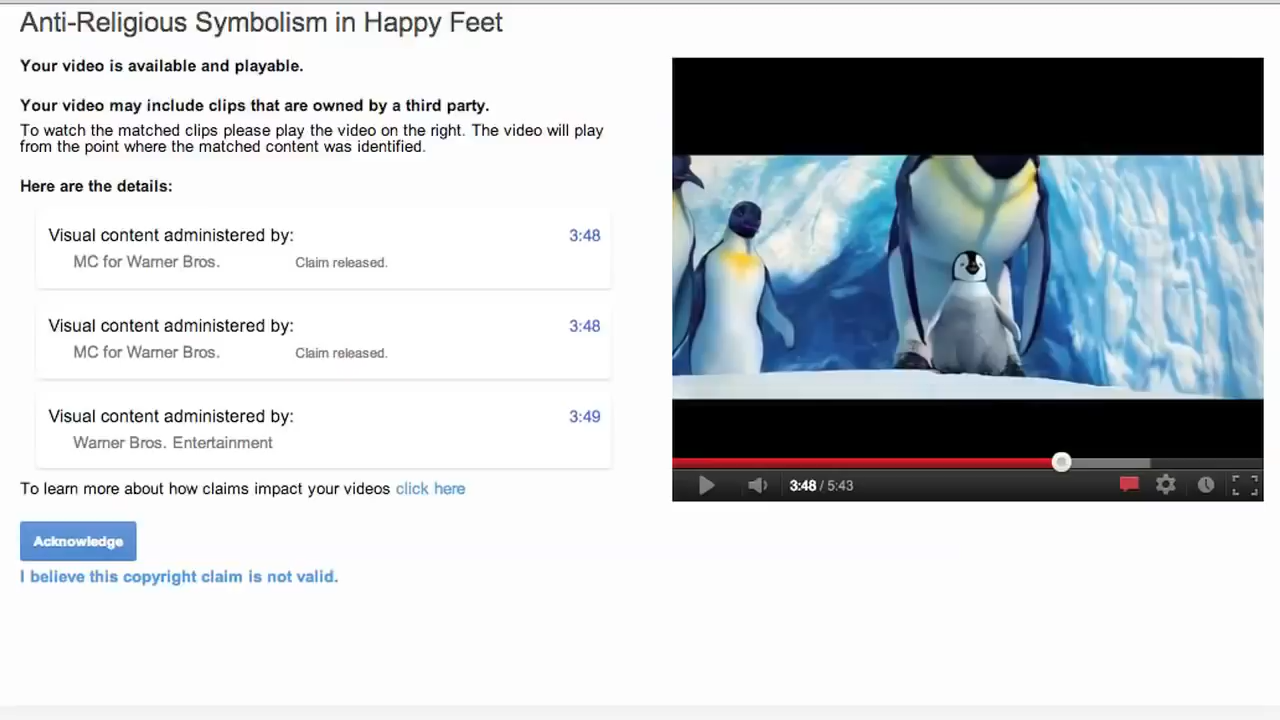 Anti-Religious Symbolism in Happy Feet
Your video is available and playable.
Your video may include clips that are owned by a third party.
To watch the matched clips please play the video on the right. The video will play
from the point where the matched content was identified.
Here are the details:
Visual content administered by: 3:48
MC for Warner Bros. Claim released.
Visual content administered by: 3:48
MC for Warner Bros. Claim released.
Visual content administered by: 3:49
Warner Bros. Entertainment
To learn more about how claims impact your videos click here
Acknowledge
I believe this copyright claim is not valid.
3:48 / 5:43